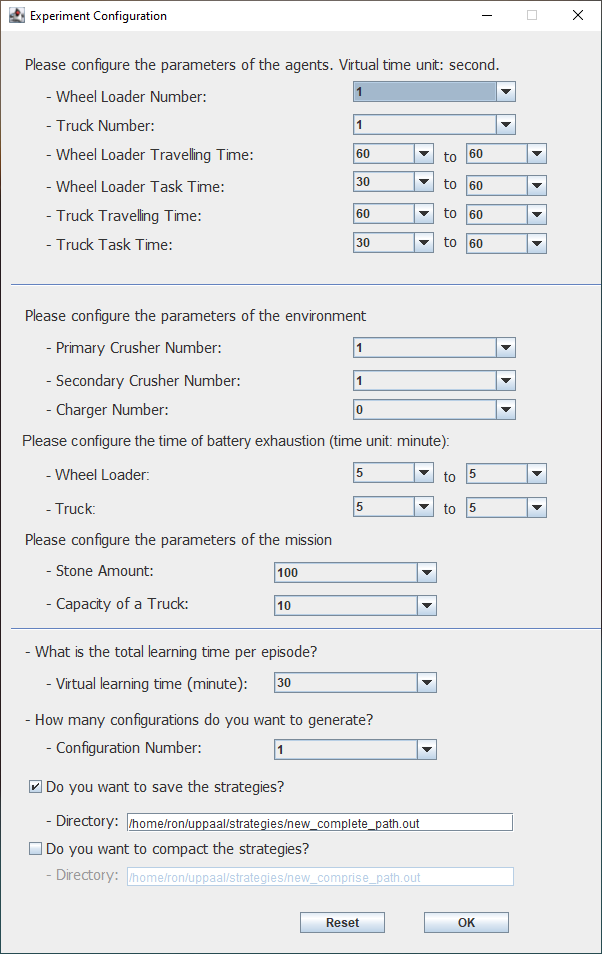 Experiment Configuration
Please configure the parameters of the agents. Virtual time unit: second.
- Wheel Loader Number: 1
- Truck Number: 1
- Wheel Loader Travelling Time: 60 to 60
- Wheel Loader Task Time: 30 to 60
- Truck Travelling Time: 60 to 60
- Truck Task Time: 30 to 60
Please configure the parameters of the environment
- Primary Crusher Number: 1
- Secondary Crusher Number: 1
- Charger Number: 0
Please configure the time of battery exhaustion (time unit: minute):
- Wheel Loader: 5 to 5
- Truck: 5 to 5
Please configure the parameters of the mission
- Stone Amount: 100
- Capacity of a Truck: 10
- What is the total learning time per episode?
- Virtual learning time (minute): 30
- How many configurations do you want to generate?
- Configuration Number: 1
Do you want to save the strategies?
- Directory: /home/ron/uppaal/strategies/new_complete_path.out
Do you want to compact the strategies?
- Directory: /home/ron/uppaal/strategies/new_comprise_path.out
Reset OK